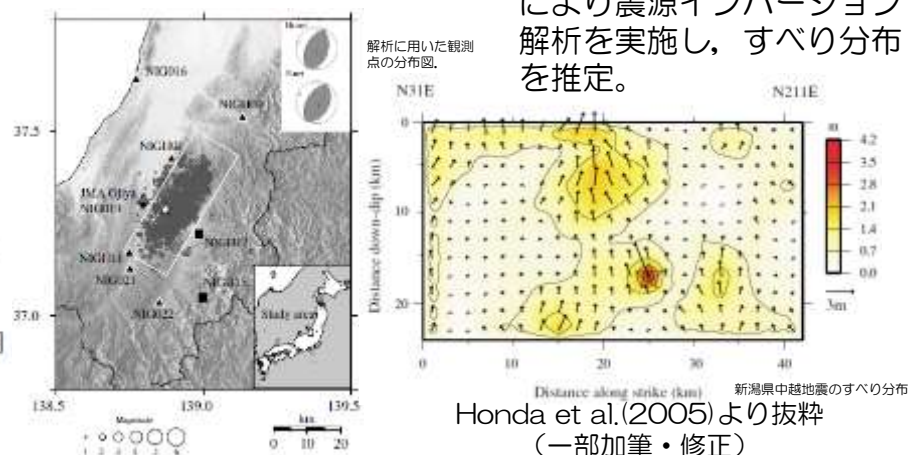 により震源インバージョン
解析を実施し，すべり分布
を推定。
解析に用いた観測
点の分布図．
NIG016
37.5
JMA Ojiya
NIG019
NIG017
NIG021
NIG022
37.0
Study area
138.5
139.0
139.5
Magnitude
km
0 10 20
N31E
N211E
Distance down-dip (km)
0
10
20
0 10 20 30 40
Distance along strike (km)
m
4.2
3.5
2.8
2.1
1.4
0.7
0.0
3m
新潟県中越地震のすべり分布
Honda et al.(2005)より抜粋
（一部加筆・修正）